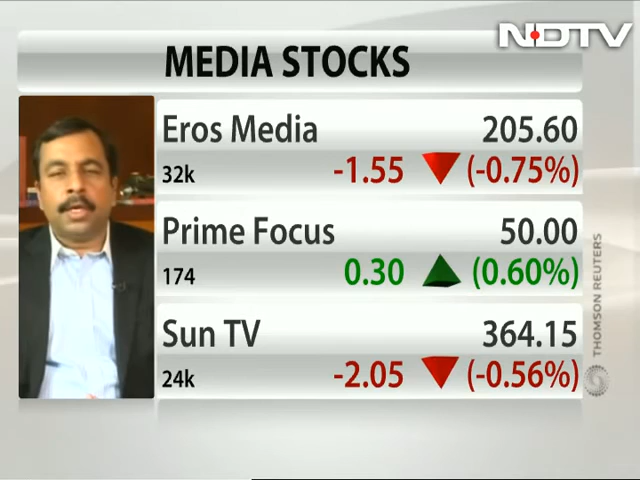 NDTV
MEDIA STOCKS
Eros Media 205.60
32k -1.55 (-0.75%)
Prime Focus 50.00
174 0.30 (0.60%)
Sun TV 364.15
24k -2.05 (-0.56%)
THOMSON REUTERS